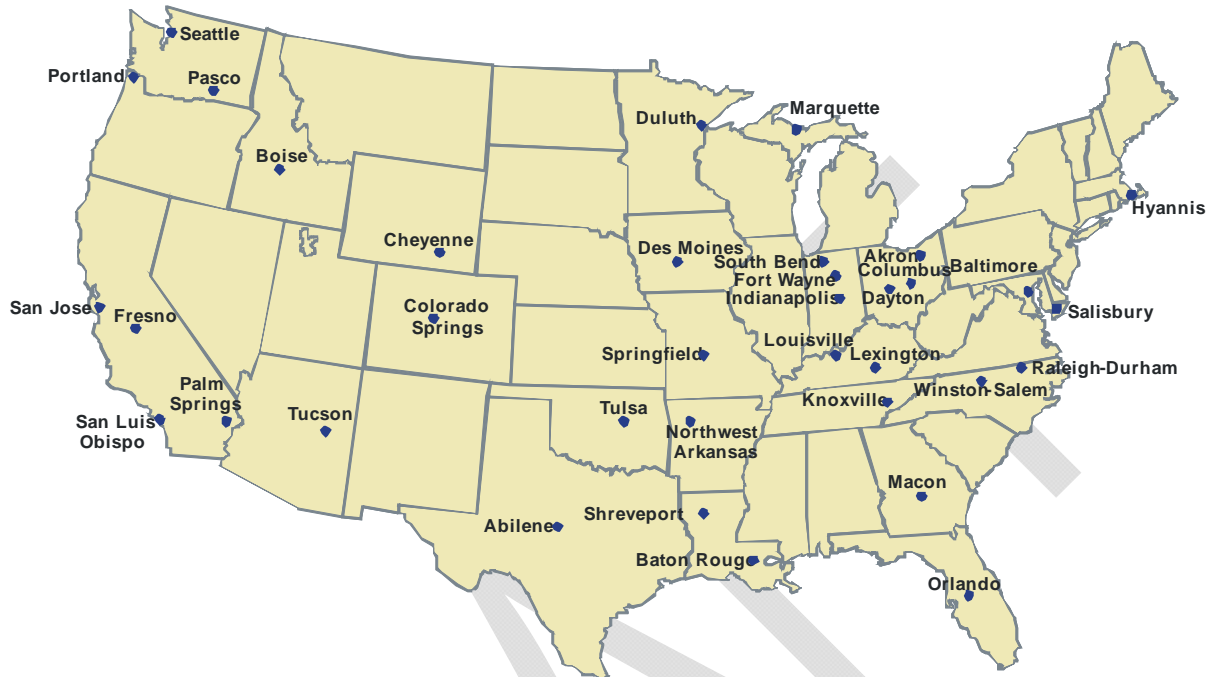 Seattle
Portland
Pasco
Duluth
Marquette
Boise
Hyannis
Cheyenne
Des Moines
South Bend
Akron
Columbus
Baltimore
Fort Wayne
Indianapolis
Dayton
San Jose
Fresno
Colorado
Springs
Salisbury
Louisville
Springfield
Lexington
Raleigh-Durham
Palm
Springs
Winston-Salem
Knoxville
Tucson
Tulsa
San Luis
Obispo
Northwest
Arkansas
Macon
Shreveport
Abilene
Baton Rouge
Orlando